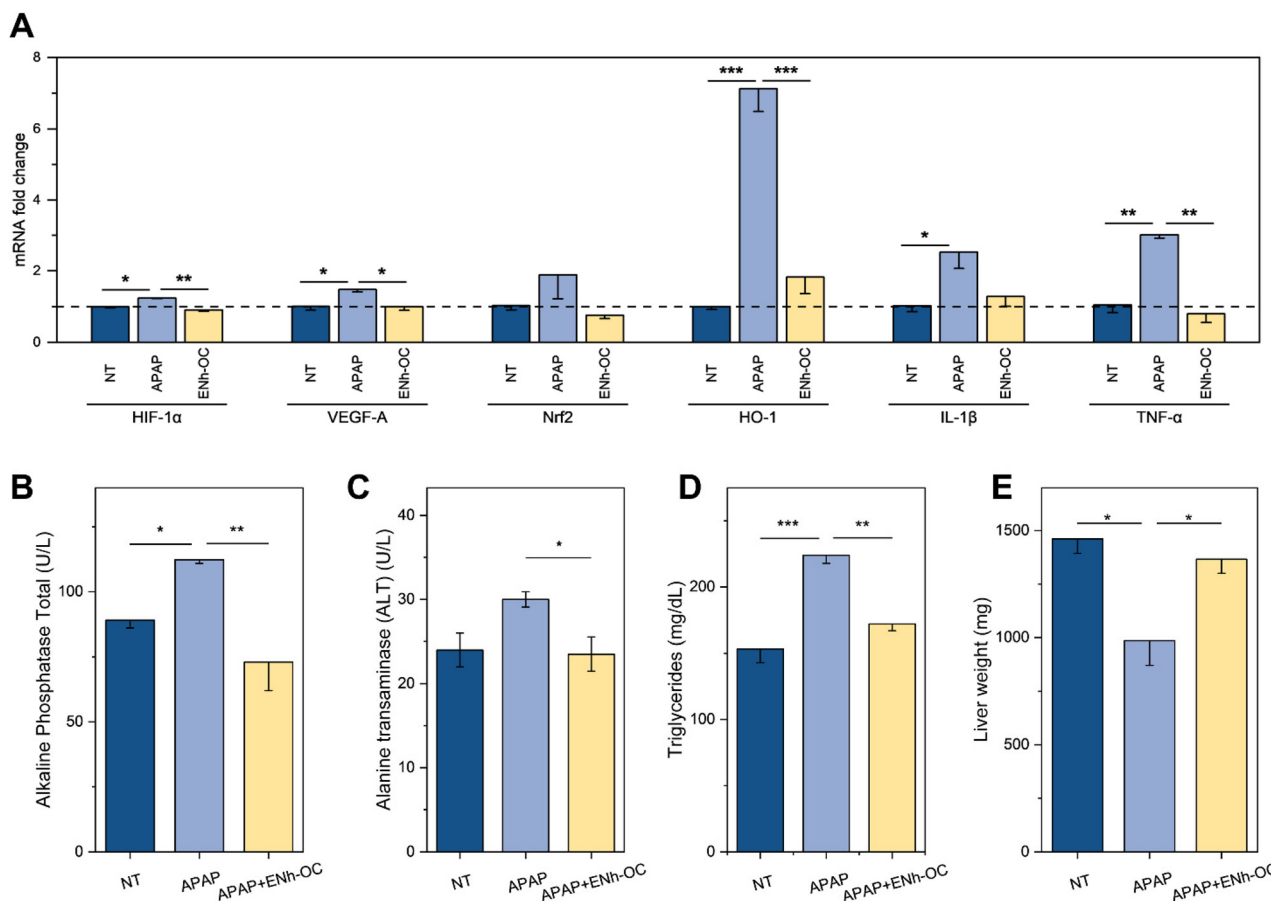 A
mRNA fold change
8
6
4
2
0
* ** * * *** *** * ** **
NT APAP ENh-OC NT APAP ENh-OC NT APAP ENh-OC NT APAP ENh-OC NT APAP ENh-OC NT APAP ENh-OC
HIF-1α VEGF-A Nrf2 HO-1 IL-1β TNF-α
B
Alkaline Phosphatase Total (U/L)
100
50
0
* **
NT APAP APAP+ENh-OC
C
Alanine transaminase (ALT) (U/L)
40
30
20
10
0
*
NT APAP APAP+ENh-OC
D
Triglycerides (mg/dL)
200
100
0
*** **
NT APAP APAP+ENh-OC
E
Liver weight (mg)
1500
1000
500
0
* *
NT APAP APAP+ENh-OC